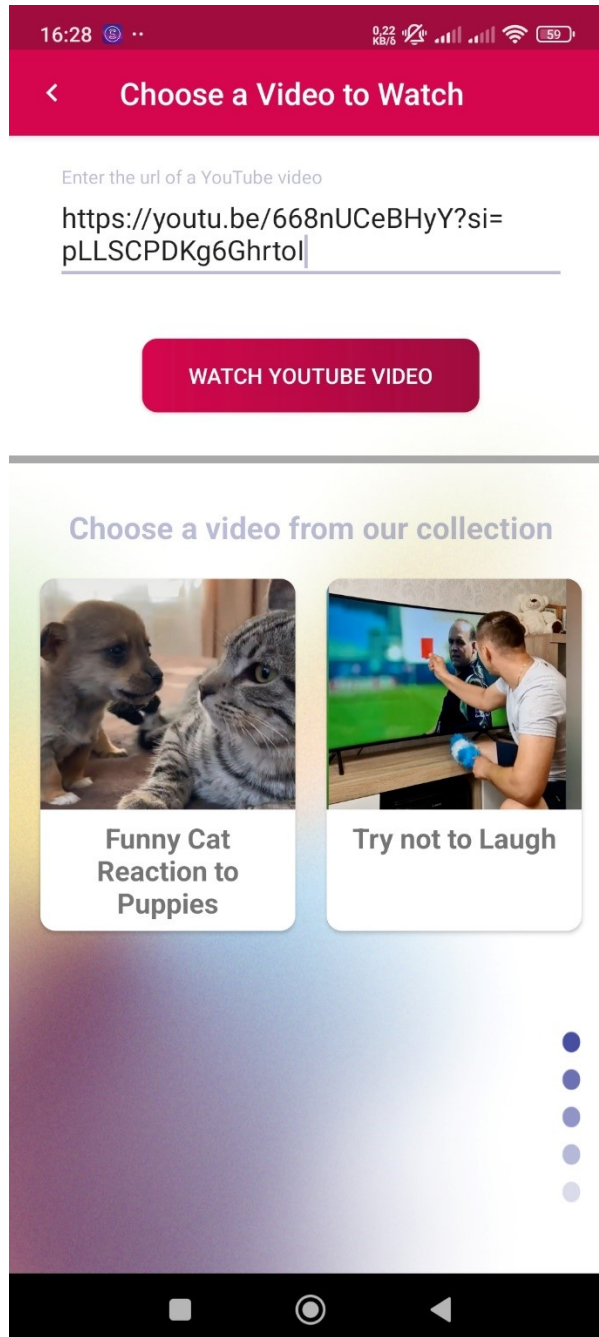 16:28
0,22
KB/s
59
Choose a Video to Watch
Enter the url of a YouTube video
https://youtu.be/668nUCeBHyY?si=
pLLSCPDKg6Ghrtol
WATCH YOUTUBE VIDEO
Choose a video from our collection
Funny Cat
Reaction to
Puppies
Try not to Laugh